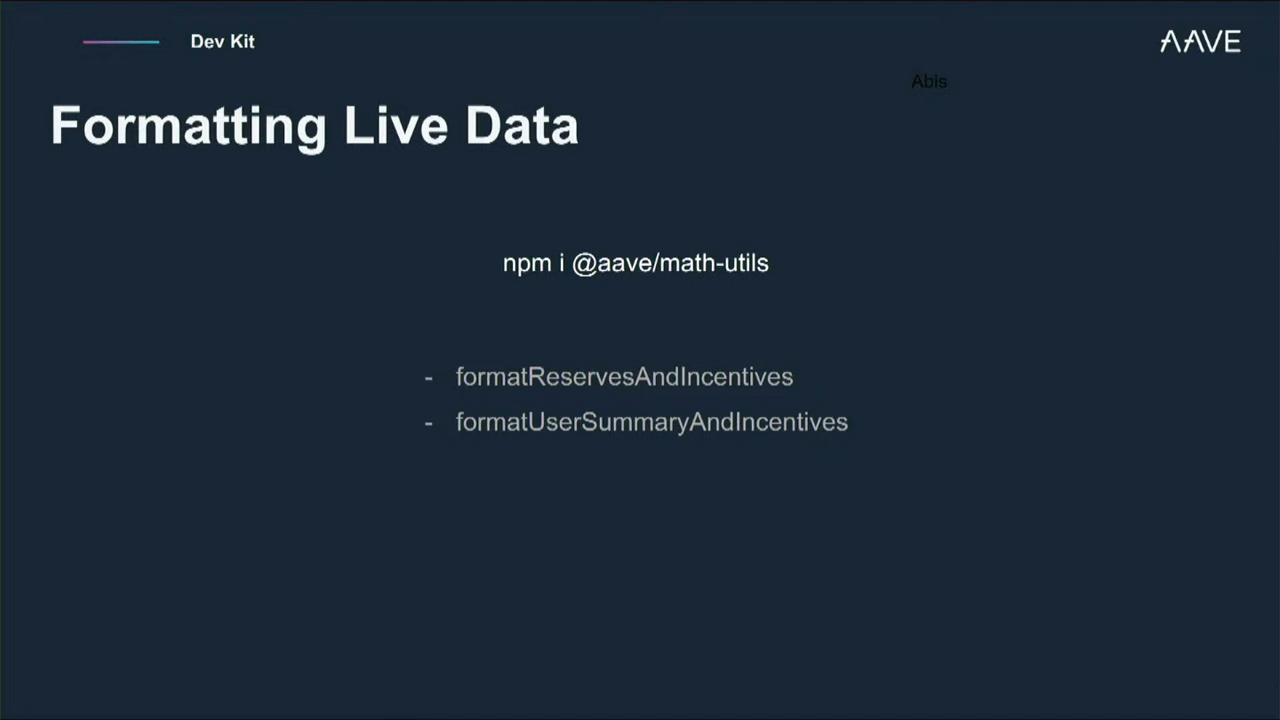 Dev Kit
AAVE
Abis
Formatting Live Data
npm i @aave/math-utils
- formatReservesAndIncentives
- formatUserSummaryAndIncentives